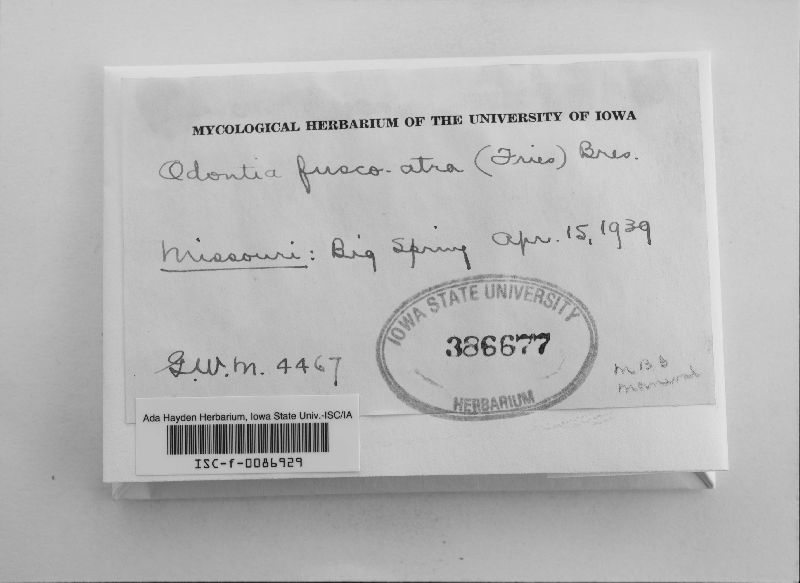 MYCOLOGICAL HERBARIUM OF THE UNIVERSITY OF IOWA
Odontia fusco-atra (Fries) Bres.
Missouri: Big Spring Apr. 15, 1939
IOWA STATE UNIVERSITY
386677
HERBARIUM
G.W.M. 4467
Ada Hayden Herbarium, Iowa State Univ.-ISC/IA
ISC-f-0086929